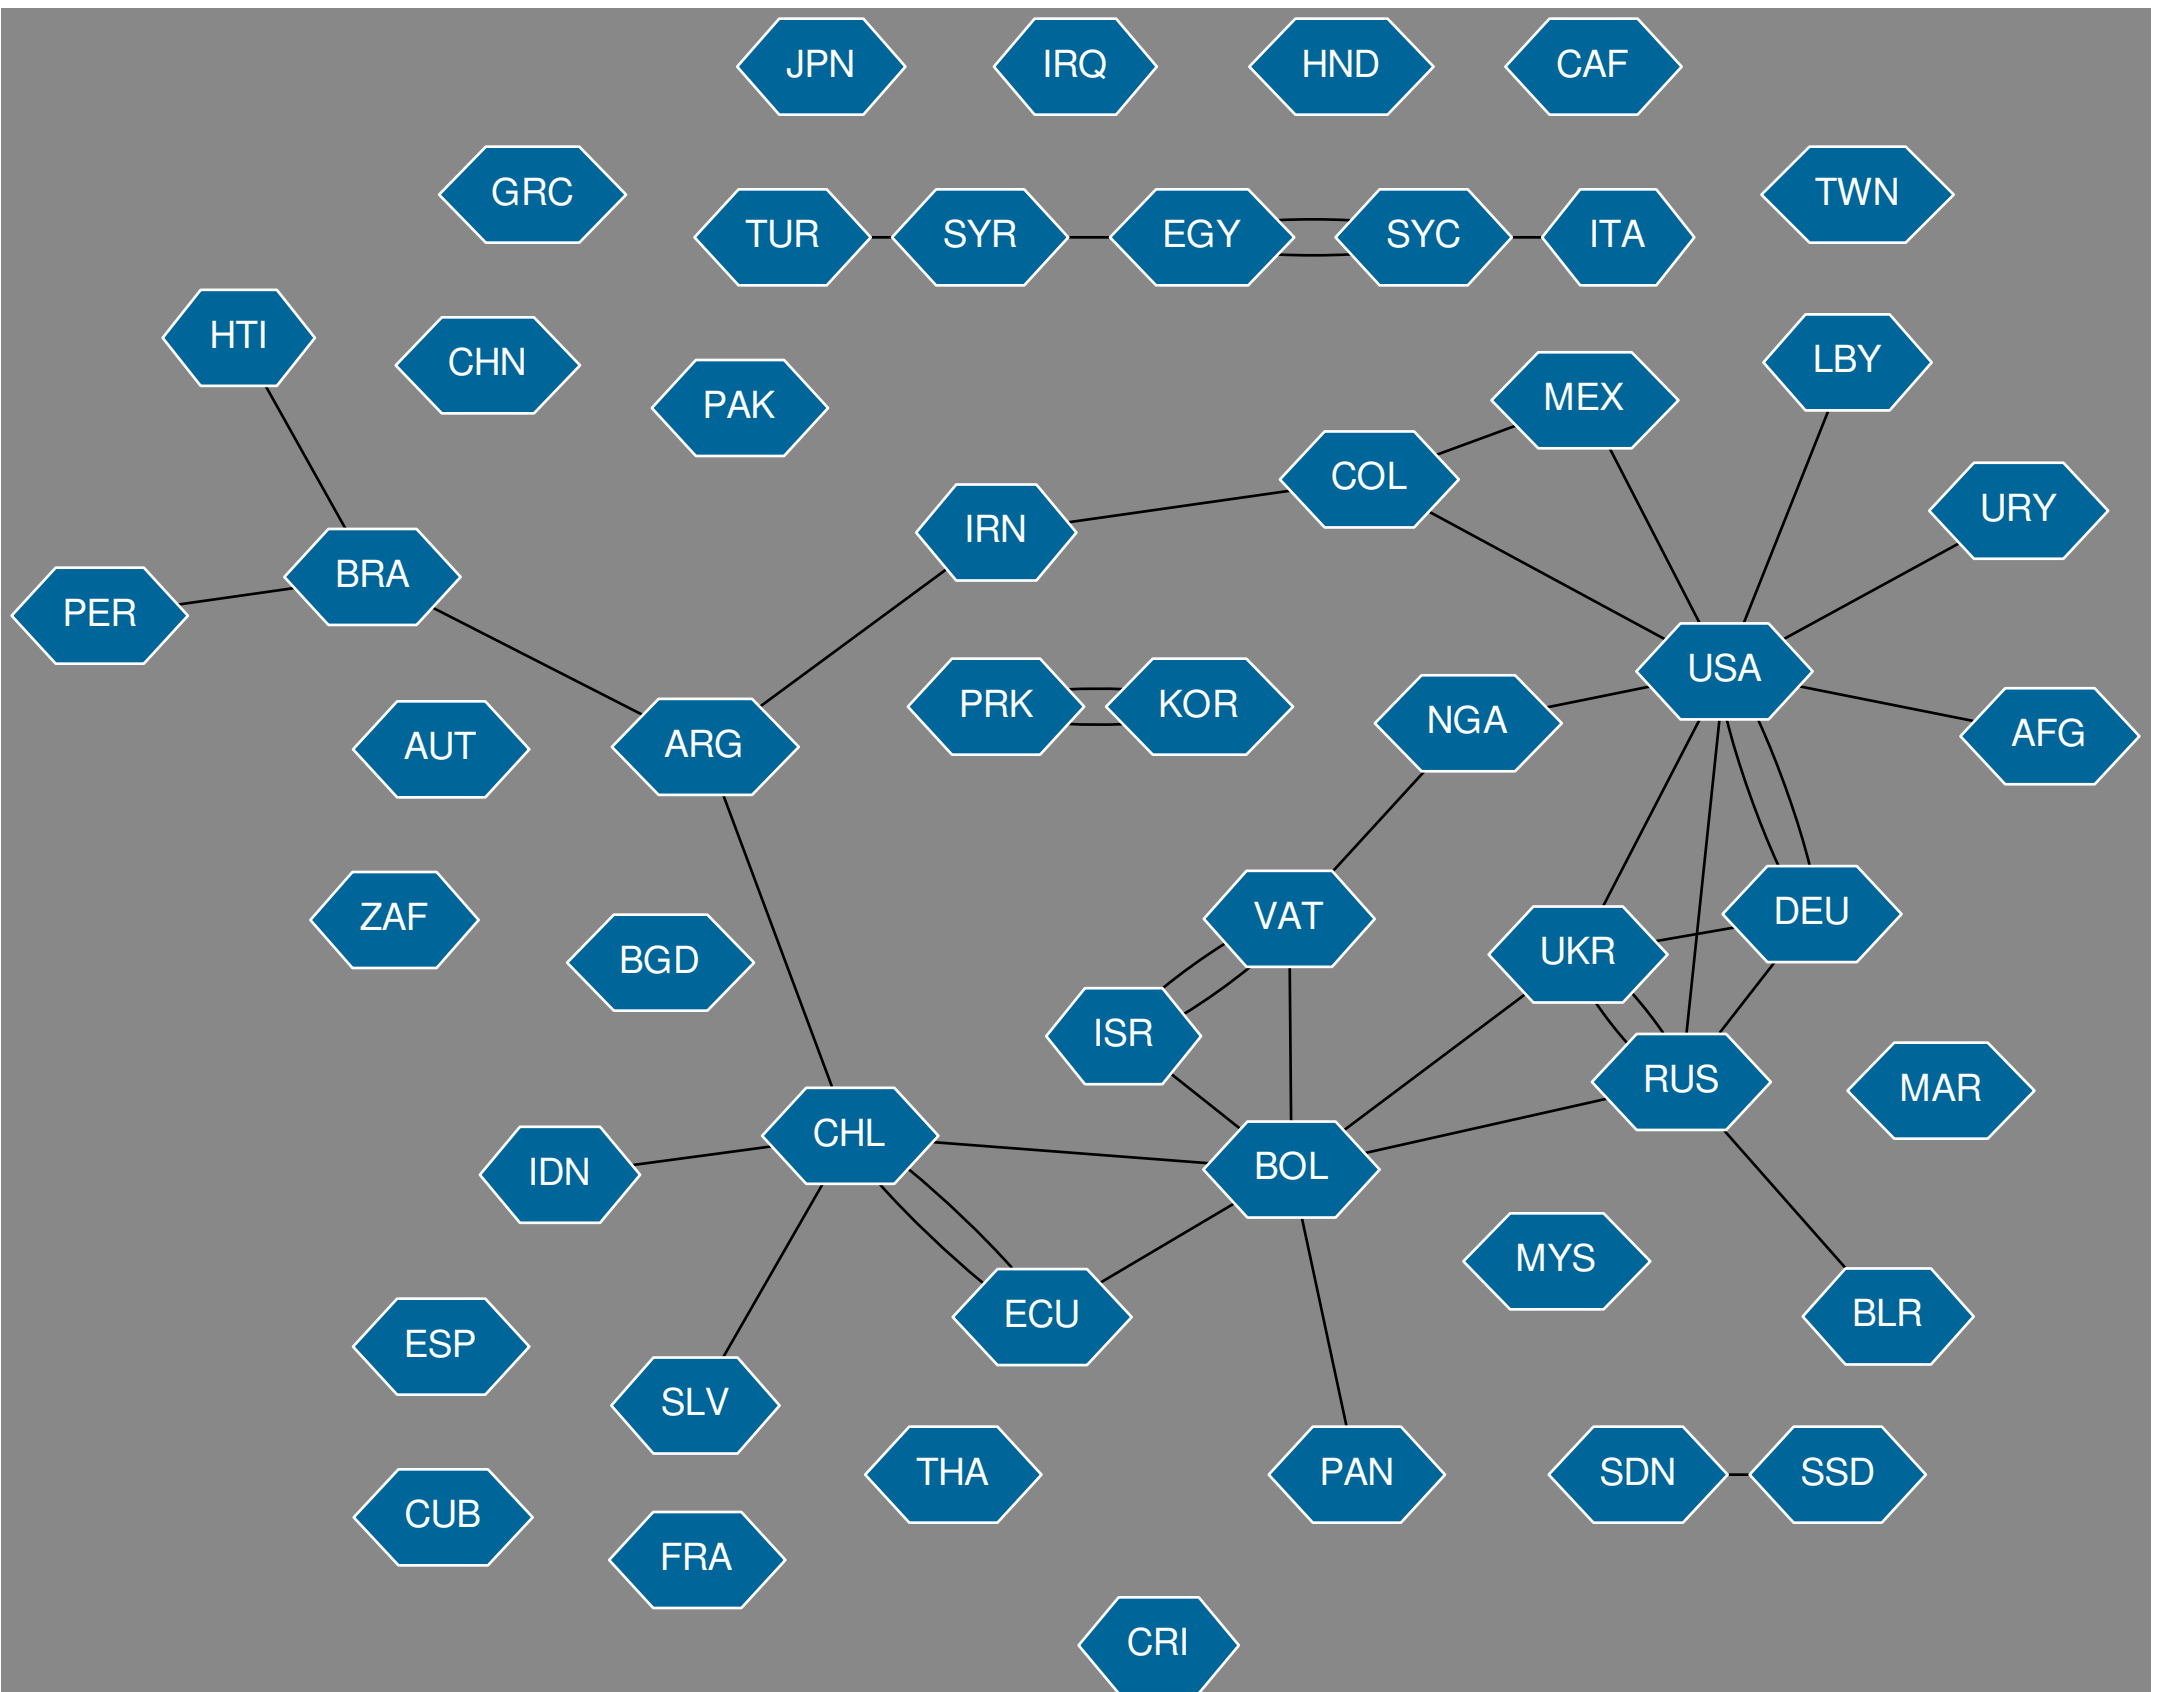 JPN
IRQ
HND
CAF
GRC
TWN
TUR
SYR
EGY
SYC
ITA
HTI
CHN
PAK
MEX
LBY
COL
URY
IRN
BRA
PER
USA
PRK
KOR
NGA
AFG
AUT
ARG
ZAF
VAT
DEU
BGD
UKR
ISR
RUS
MAR
CHL
IDN
BOL
MYS
ECU
BLR
ESP
SLV
THA
PAN
SDN
SSD
CUB
FRA
CRI